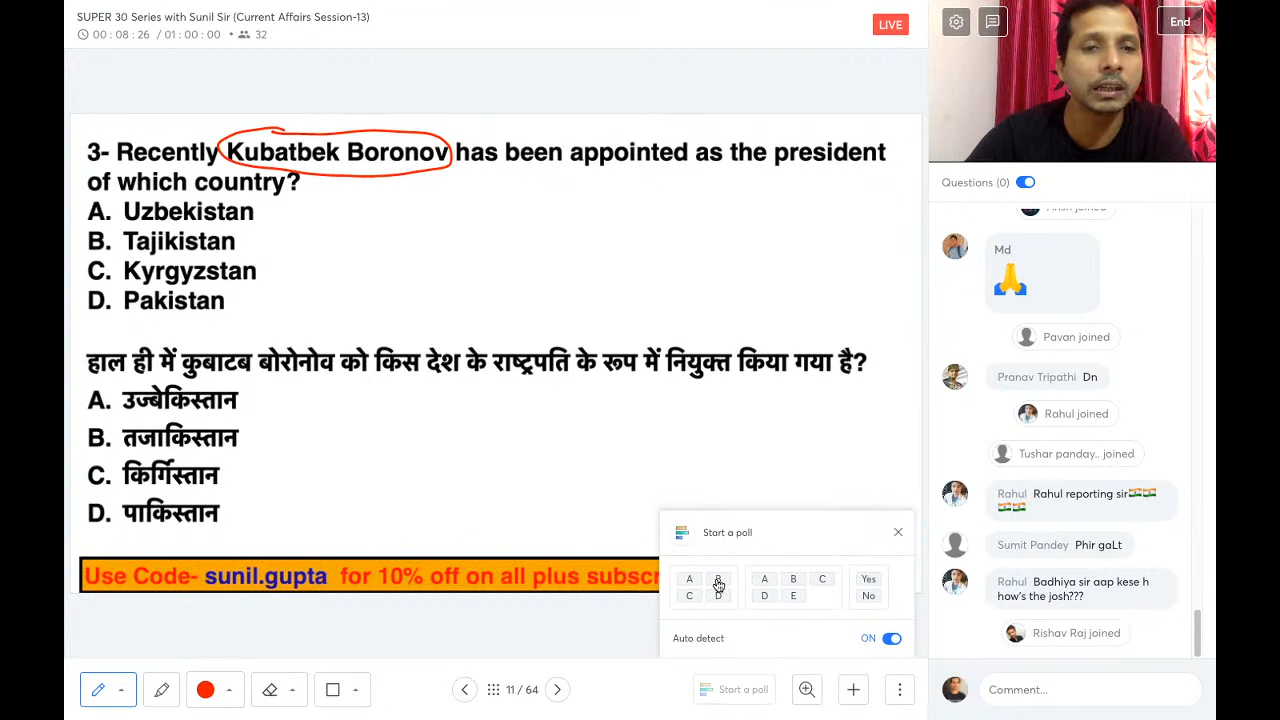 SUPER 30 Series with Sunil Sir (Current Affairs Session-13)
00 : 08 : 26 / 01 : 00 : 00 • 32
LIVE
End
3- Recently Kubatbek Boronov has been appointed as the president
of which country?
A. Uzbekistan
B. Tajikistan
C. Kyrgyzstan
D. Pakistan
हाल ही में कुबाटब बोरोनोव को किस देश के राष्ट्रपति के रूप में नियुक्त किया गया है?
A. उज्बेकिस्तान
B. तजाकिस्तान
C. किर्गिस्तान
D. पाकिस्तान
Use Code- sunil.gupta for 10% off on all plus subscr
Start a poll
A B A B C Yes
C D D E No
Auto detect ON
11 / 64
Start a poll
Questions (0)
joined
Md
Pavan joined
Pranav Tripathi Dn
Rahul joined
Tushar panday.. joined
Rahul Rahul reporting sir
Sumit Pandey Phir gaLt
Rahul Badhiya sir aap kese h
how's the josh???
Rishav Raj joined
Comment...